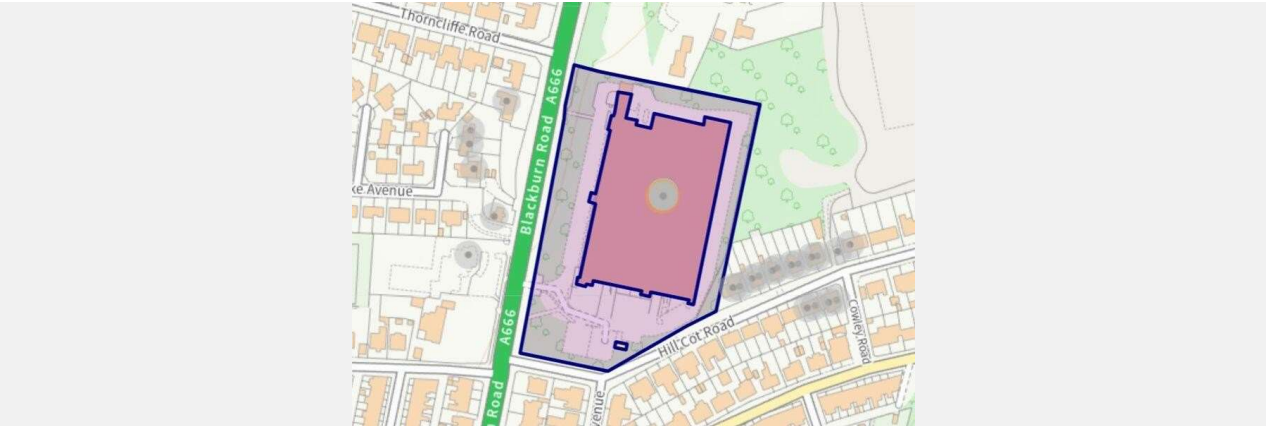 Thorncliffe Road
Blackburn Road A666
ke Avenue
A666
Hill Cot Road
Cowley Road
Road
venue